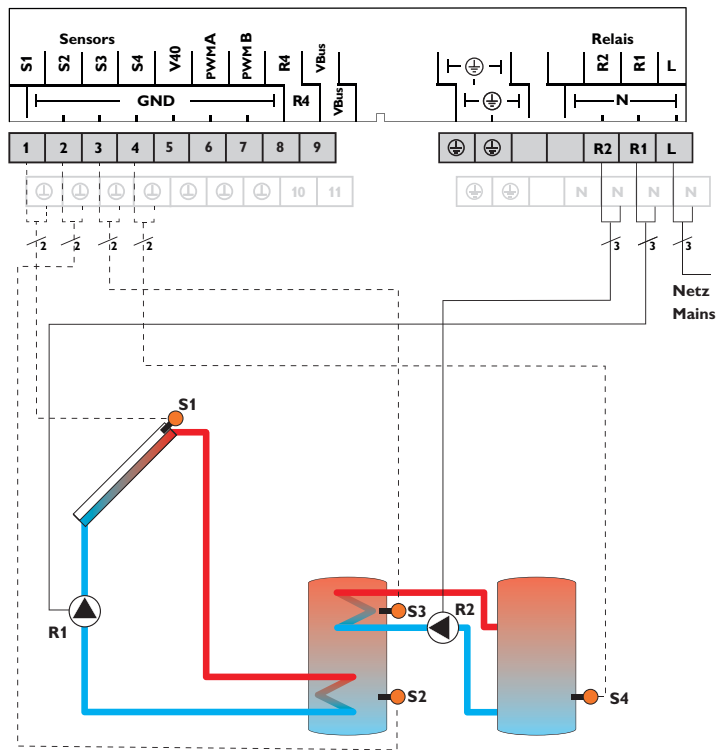 Sensors
Relais
S1 S2 S3 S4 V40 PWMA PWM B R4 VBus
R2 R1 L
GND R4 VBus
N
1 2 3 4 5 6 7 8 9
R2 R1 L
10 11
N N N N
2 2 2 2
3 3 3
Netz
Mains
S1
S3
R2
R1
S2
S4